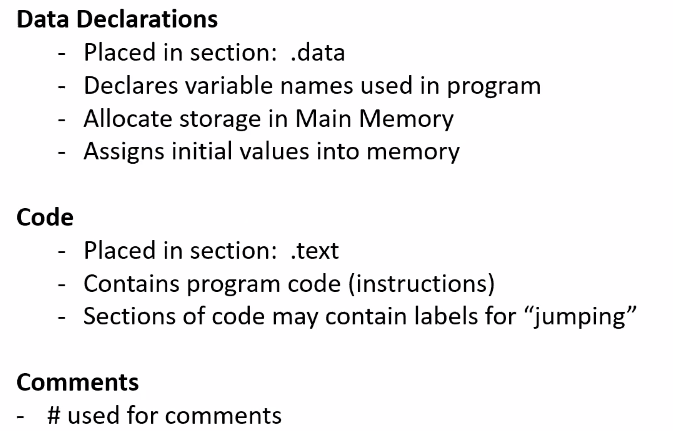 Data Declarations
- Placed in section: .data
- Declares variable names used in program
- Allocate storage in Main Memory
- Assigns initial values into memory
Code
- Placed in section: .text
- Contains program code (instructions)
- Sections of code may contain labels for “jumping”
Comments
- # used for comments